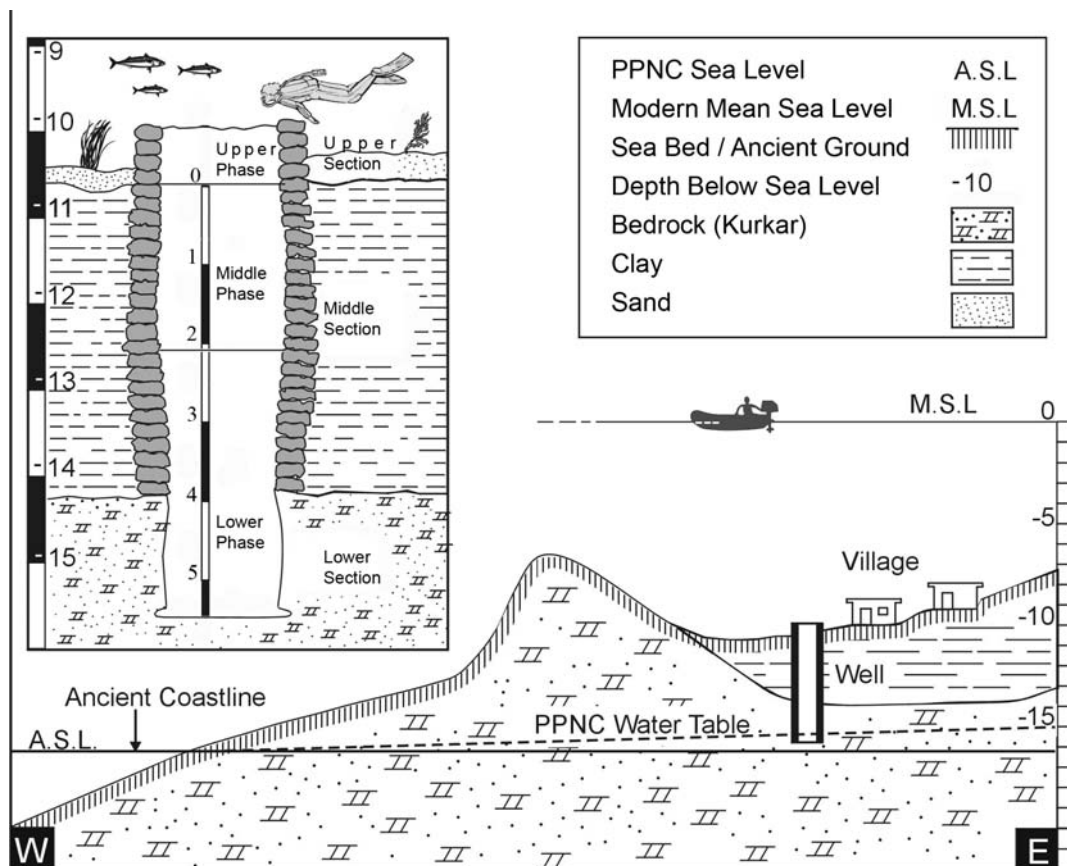 -9
-10
-11
-12
-13
-14
-15
Upper
Phase
Upper
Section
0
1
Middle
Phase
2
Middle
Section
3
4
Lower
Phase
5
Lower
Section
PPNC Sea Level A.S.L
Modern Mean Sea Level M.S.L
Sea Bed / Ancient Ground
Depth Below Sea Level -10
Bedrock (Kurkar)
Clay
Sand
M.S.L 0
-5
Village
-10
Well
Ancient Coastline
PPNC Water Table
-15
A.S.L.
W
E